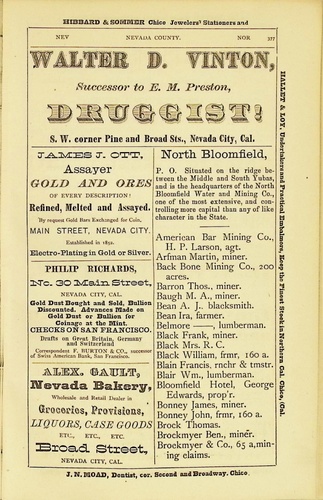 HIBBARD & SOMMER Chico Jewelers' Stationers and
NEV NEVADA COUNTY. NOR 327
WALTER D. VINTON,
Successor to E. M. Preston,
DRUGGIST!
S. W. corner Pine and Broad Sts., Nevada City, Cal.
JAMES J. OTT,
Assayer
GOLD AND ORES
OF EVERY DESCRIPTION!
Refined, Melted and Assayed.
By request Gold Bars Exchanged for Coin,
MAIN STREET, NEVADA CITY.
Established in 1852.
Electro-Plating in Gold or Silver.
PHILIP RICHARDS,
No. 30 Main Street,
NEVADA CITY, CAL.
Gold Dust Bought and Sold, Bullion
Discounted. Advances Made on
Gold Dust or Bullion for
Coinage at the Mint.
CHECKS ON SAN FRANCISCO.
Drafts on Great Britain, Germany
and Switzerland
Correspondent F. BURTON & CO., successor
of Swiss American Bank, San Francisco.
ALEX. GAULT,
Nevada Bakery,
Wholesale and Retail Dealer in
Groceries, Provisions,
LIQUORS, CASE GOODS
ETC., ETC., ETC.
Broad Street,
NEVADA CITY, CAL.
North Bloomfield,
P. O. Situated on the ridge
between the Middle and South Yubas,
and is the headquarters of the North
Bloomfield Water and Mining Co.,
one of the most extensive, and con-
trolling more capital than any of like
character in the State.
American Bar Mining Co.,
H. P. Larson, agt.
Arfman Martin, miner.
Back Bone Mining Co., 200
acres.
Barron Thos., miner.
Baugh M. A., miner.
Bean A. J., blacksmith.
Bean Ira, farmer.
Belmore ——, lumberman.
Black Frank, miner.
Black Mrs. R. C.
Black William, frmr, 160 a.
Blain Francis, rnchr & tmstr.
Blair Wm., lumberman.
Bloomfield Hotel, George
Edwards, prop'r.
Bonney James, miner.
Bonney John, frmr, 160 a.
Brock Thomas.
Brockmyer Ben., miner.
Brockmyer & Co., 65 a, min-
ing claims.
HALLET & LOY, Undertakers and Practical Embalmers, Keep the Finest Stock in Northern Cal. Chico, Cal.
J. N. MOAD, Dentist, cor. Second and Broadway, Chico.